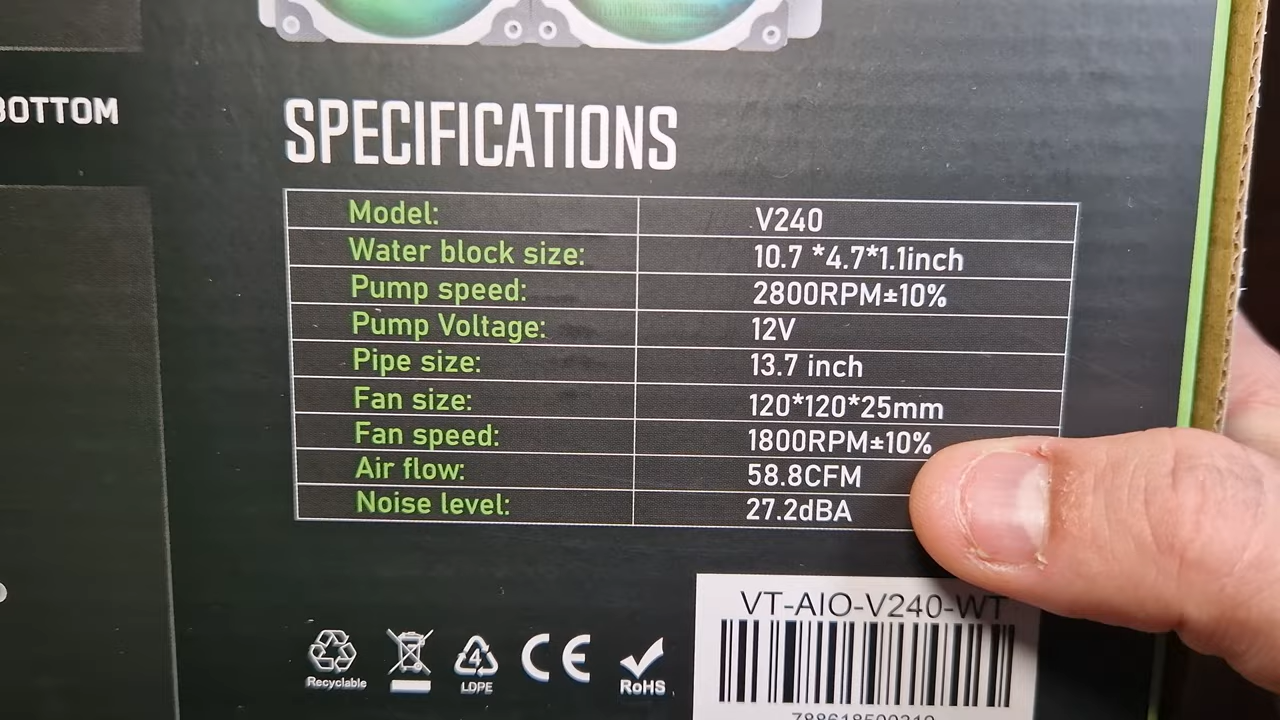 BOTTOM
SPECIFICATIONS
Model: V240
Water block size: 10.7 *4.7*1.1inch
Pump speed: 2800RPM±10%
Pump Voltage: 12V
Pipe size: 13.7 inch
Fan size: 120*120*25mm
Fan speed: 1800RPM±10%
Air flow: 58.8CFM
Noise level: 27.2dBA
VT-AIO-V240-WT
4
CE
Recyclable
LDPE
RoHS